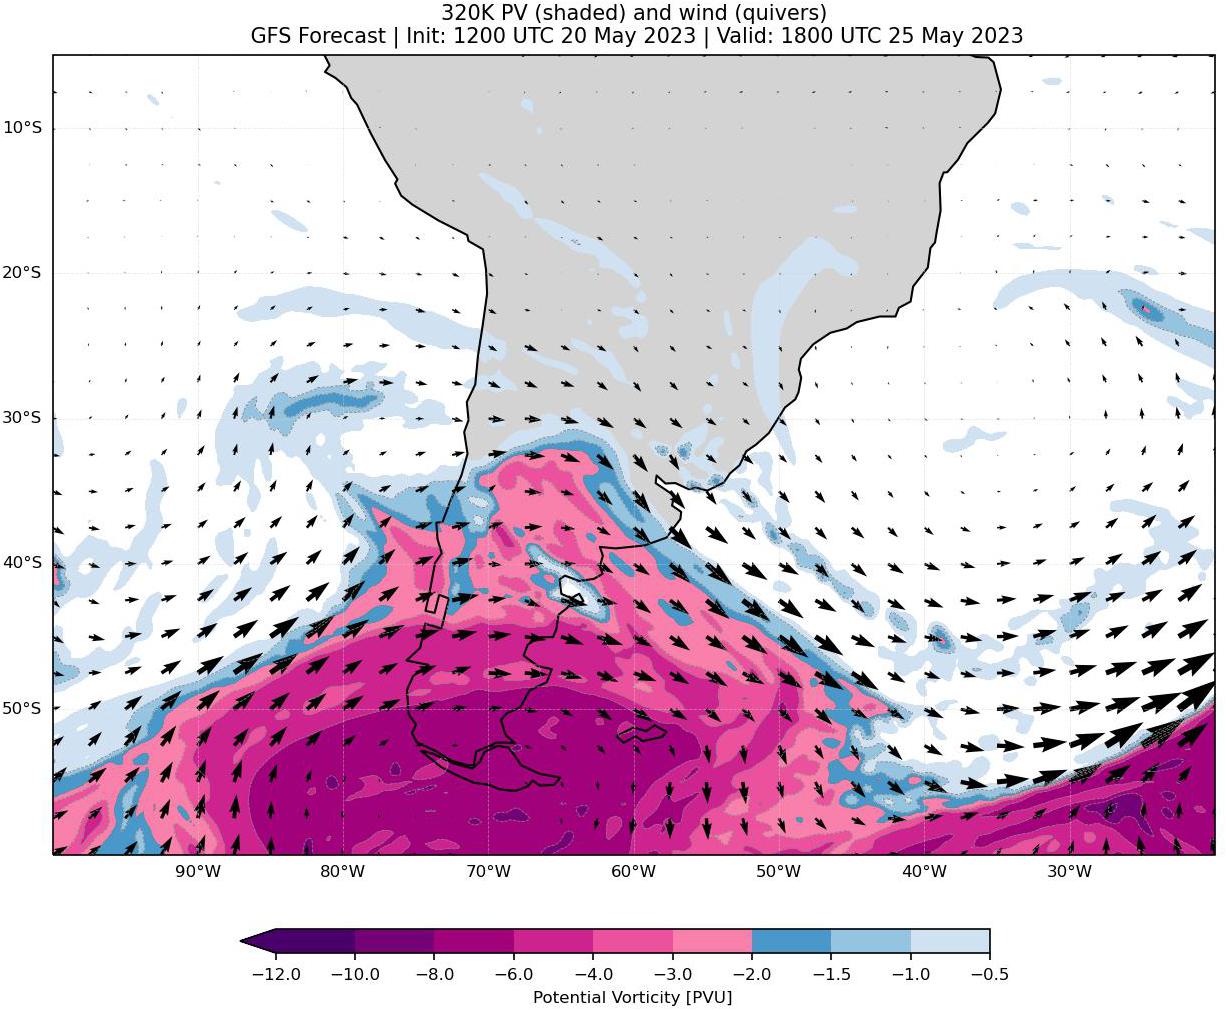 320K PV (shaded) and wind (quivers)
GFS Forecast | Init: 1200 UTC 20 May 2023 | Valid: 1800 UTC 25 May 2023
10°S
20°S
30°S
40°S
50°S
90°W 80°W 70°W 60°W 50°W 40°W 30°W
−12.0 −10.0 −8.0 −6.0 −4.0 −3.0 −2.0 −1.5 −1.0 −0.5
Potential Vorticity [PVU]